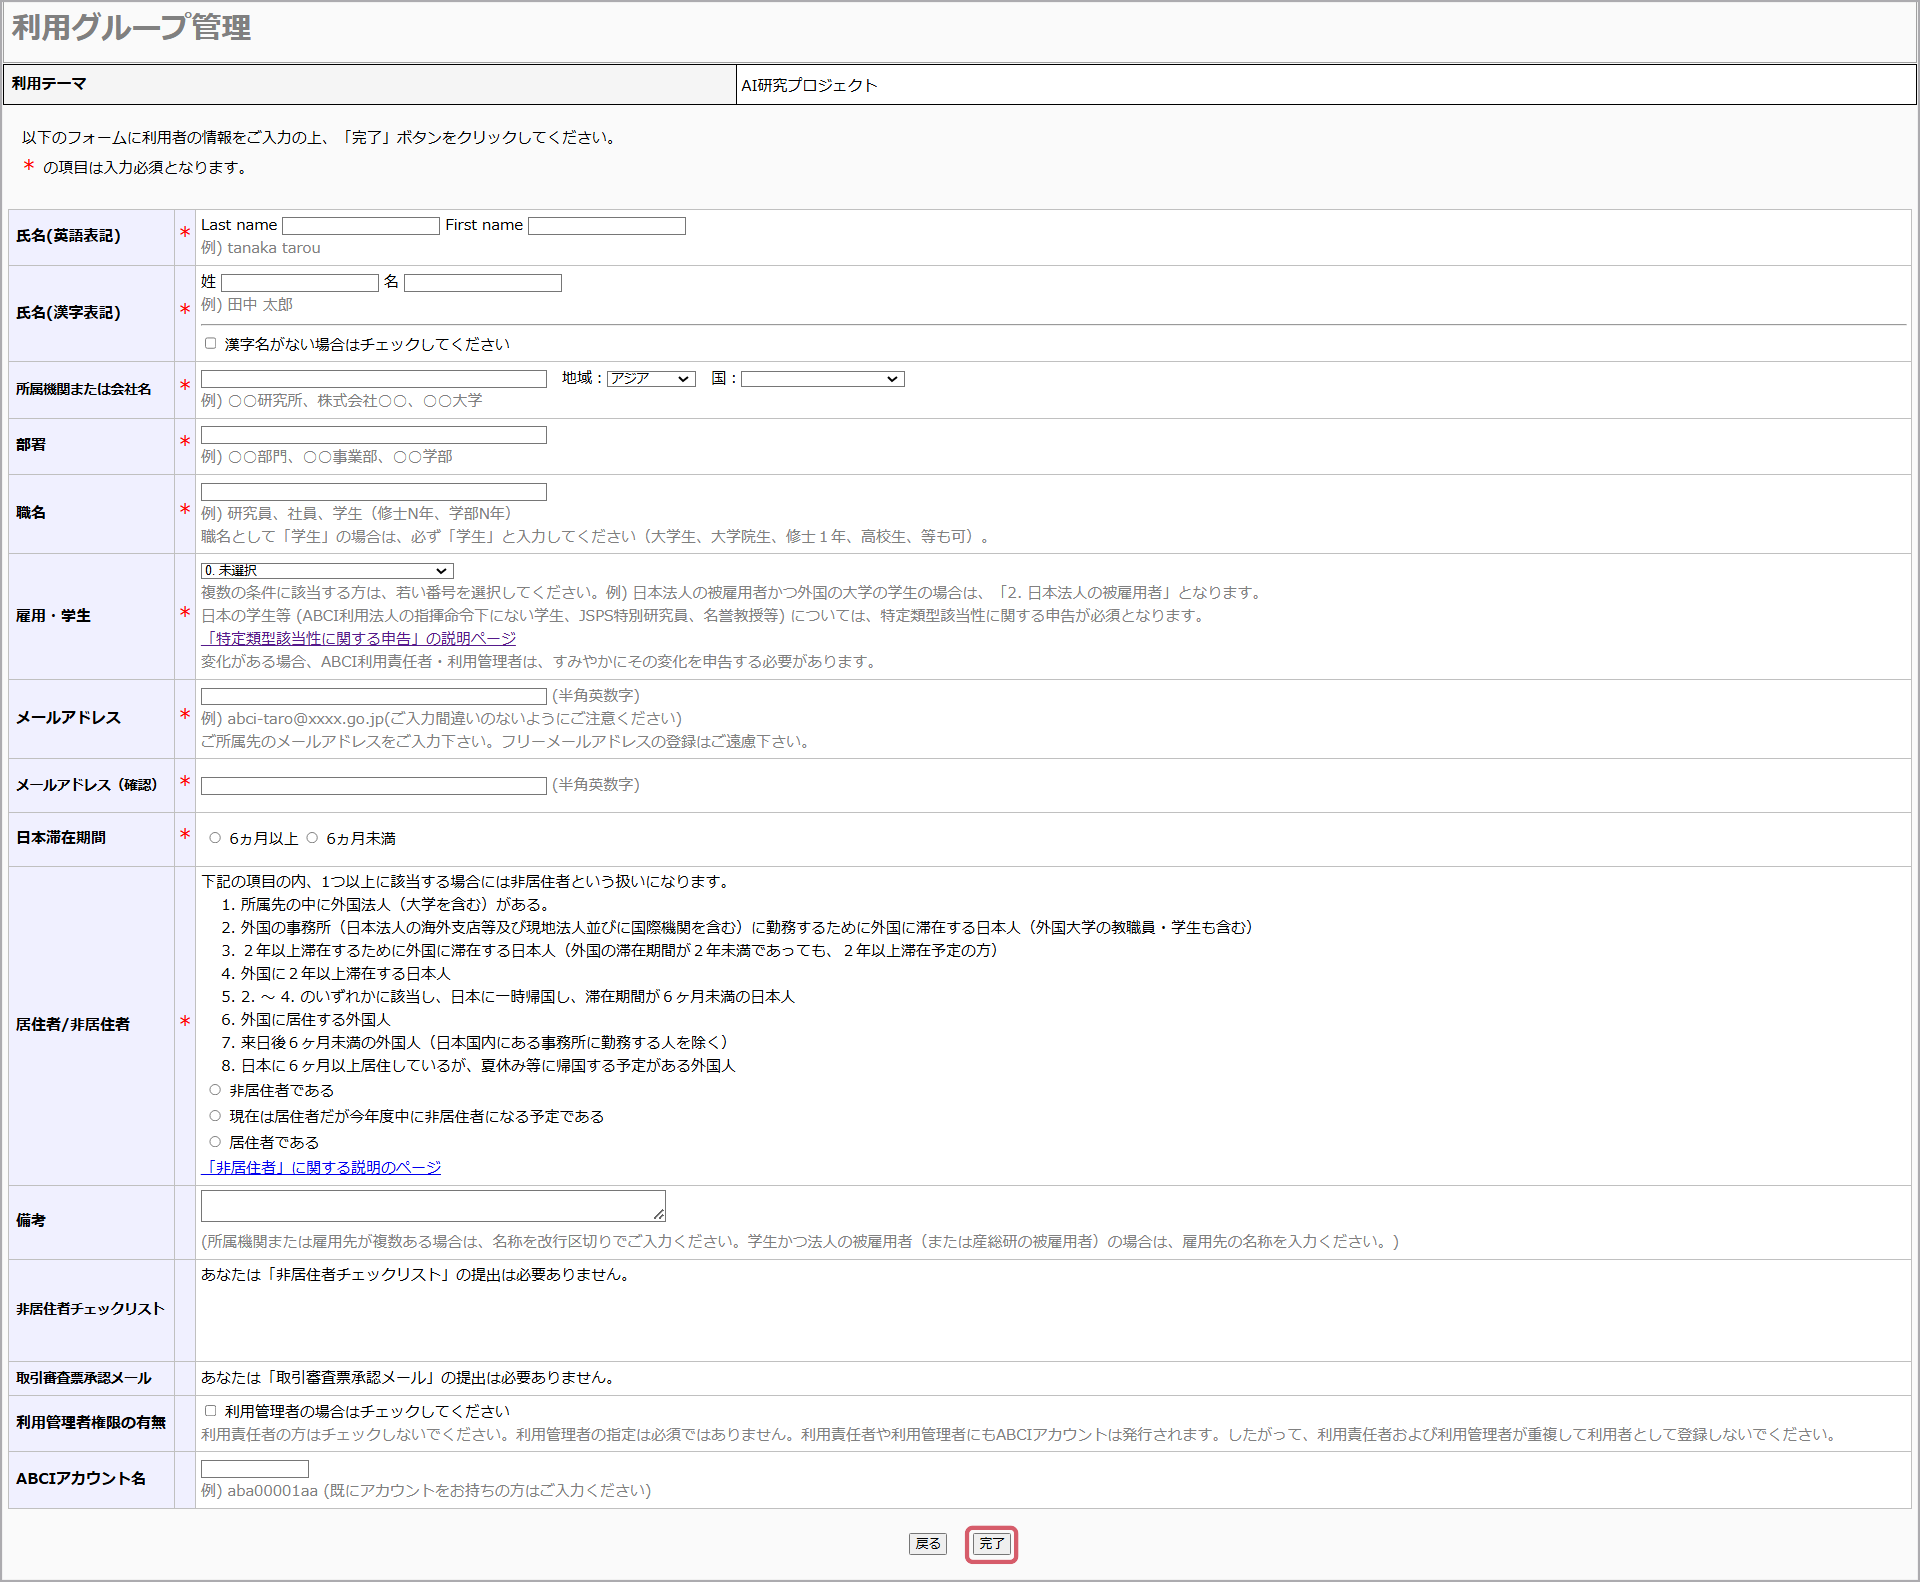 利用グループ管理
利用テーマ AI研究プロジェクト
以下のフォームに利用者の情報をご入力の上、「完了」ボタンをクリックしてください。
* の項目は入力必須となります。
氏名(英語表記) * Last name First name
例) tanaka tarou
氏名(漢字表記) * 姓 名
例) 田中 太郎
漢字名がない場合はチェックしてください
所属機関または会社名 * 地域：アジア 国：
例) 〇〇研究所、株式会社〇〇、〇〇大学
部署 *
例) 〇〇部門、〇〇事業部、〇〇学部
職名 *
例) 研究員、社員、学生（修士N年、学部N年）
職名として「学生」の場合は、必ず「学生」と入力してください（大学生、大学院生、修士１年、高校生、等も可）。
雇用・学生 * 0. 未選択
複数の条件に該当する方は、若い番号を選択してください。例) 日本法人の被雇用者かつ外国の大学の学生の場合は、「2. 日本法人の被雇用者」となります。
日本の学生等 (ABCI利用法人の指揮命令下にない学生、JSPS特別研究員、名誉教授等) については、特定類型該当性に関する申告が必須となります。
「特定類型該当性に関する申告」の説明ページ
変化がある場合、ABCI利用責任者・利用管理者は、すみやかにその変化を申告する必要があります。
メールアドレス * (半角英数字)
例) abci-taro@xxxx.go.jp(ご入力間違いのないようにご注意ください)
ご所属先のメールアドレスをご入力下さい。フリーメールアドレスの登録はご遠慮下さい。
メールアドレス（確認） * (半角英数字)
日本滞在期間 * 6ヵ月以上 6ヵ月未満
居住者/非居住者 *
下記の項目の内、1つ以上に該当する場合には非居住者という扱いになります。
1. 所属先の中に外国法人（大学を含む）がある。
2. 外国の事務所（日本法人の海外支店等及び現地法人並びに国際機関を含む）に勤務するために外国に滞在する日本人（外国大学の教職員・学生も含む）
3. ２年以上滞在するために外国に滞在する日本人（外国の滞在期間が２年未満であっても、２年以上滞在予定の方）
4. 外国に２年以上滞在する日本人
5. 2. ～ 4. のいずれかに該当し、日本に一時帰国し、滞在期間が６ヶ月未満の日本人
6. 外国に居住する外国人
7. 来日後６ヶ月未満の外国人（日本国内にある事務所に勤務する人を除く）
8. 日本に６ヶ月以上居住しているが、夏休み等に帰国する予定がある外国人
非居住者である
現在は居住者だが今年度中に非居住者になる予定である
居住者である
「非居住者」に関する説明のページ
備考
(所属機関または雇用先が複数ある場合は、名称を改行区切りでご入力ください。学生かつ法人の被雇用者（または産総研の被雇用者）の場合は、雇用先の名称を入力ください。)
非居住者チェックリスト あなたは「非居住者チェックリスト」の提出は必要ありません。
取引審査票承認メール あなたは「取引審査票承認メール」の提出は必要ありません。
利用管理者権限の有無 利用管理者の場合はチェックしてください
利用責任者の方はチェックしないでください。利用管理者の指定は必須ではありません。利用責任者や利用管理者にもABCIアカウントは発行されます。したがって、利用責任者および利用管理者が重複して利用者として登録しないでください。
ABCIアカウント名
例) aba00001aa (既にアカウントをお持ちの方はご入力ください)
戻る 完了